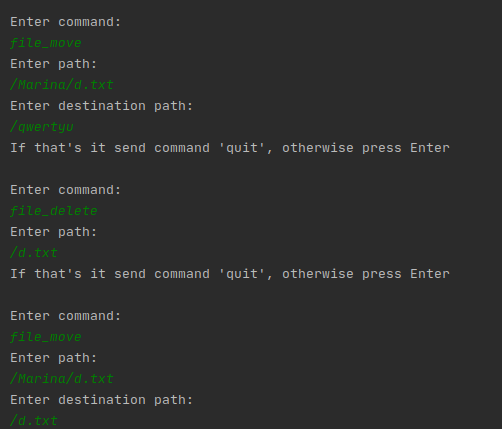 Enter command:
file_move
Enter path:
/Marina/d.txt
Enter destination path:
/qwertyu
If that's it send command 'quit', otherwise press Enter
Enter command:
file_delete
Enter path:
/d.txt
If that's it send command 'quit', otherwise press Enter
Enter command:
file_move
Enter path:
/Marina/d.txt
Enter destination path:
/d.txt